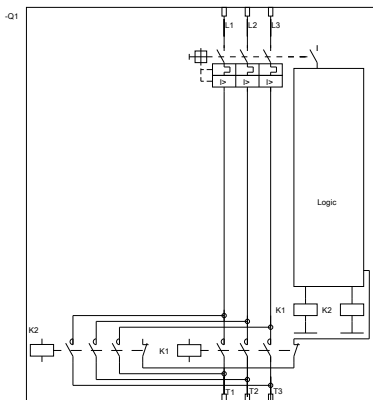 -Q1
L1 L2 L3
I> I> I>
Logic
K1 K2
K2 K1
T1 T2 T3